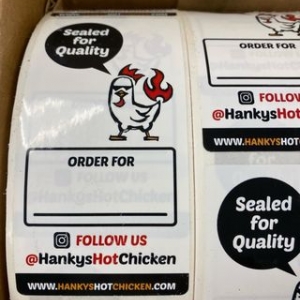 Sealed
for
Quality
ORDER FOR
FOLLOW US
@HankysHotChicken
WWW.HANKYSHOTCHICKEN.COM
ORDER FOR
FOLLOW
@HankysHot
WWW.HANKYSHOT
Sealed
for
Quality